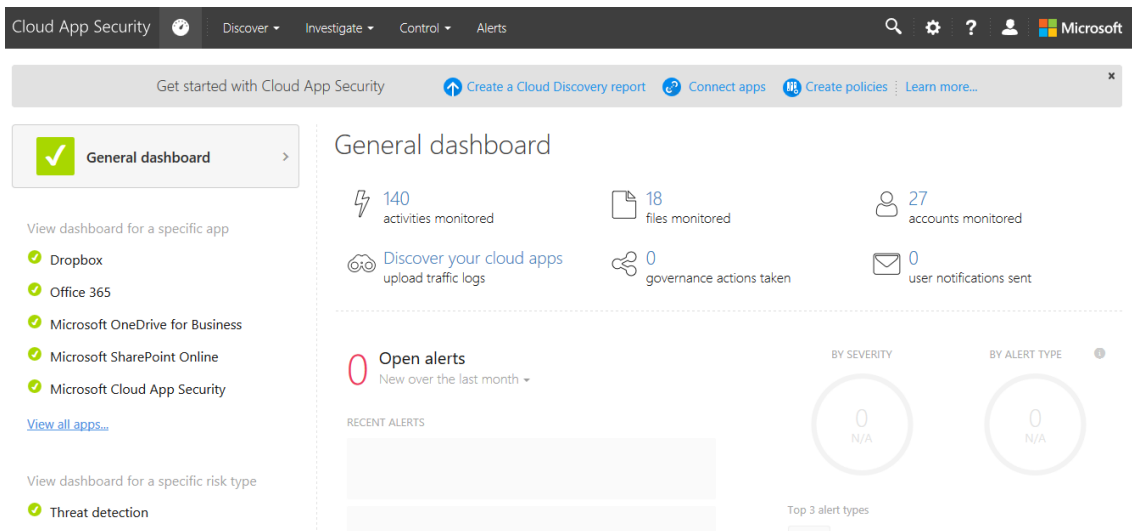 Cloud App Security Discover Investigate Control Alerts ? Microsoft
Get started with Cloud App Security Create a Cloud Discovery report Connect apps Create policies Learn more... x
General dashboard >
View dashboard for a specific app
Dropbox
Office 365
Microsoft OneDrive for Business
Microsoft SharePoint Online
Microsoft Cloud App Security
View all apps...
View dashboard for a specific risk type
Threat detection
General dashboard
140
activities monitored
18
files monitored
27
accounts monitored
Discover your cloud apps
upload traffic logs
0
governance actions taken
0
user notifications sent
0 Open alerts
New over the last month
RECENT ALERTS
BY SEVERITY
0
N/A
BY ALERT TYPE
0
N/A
Top 3 alert types